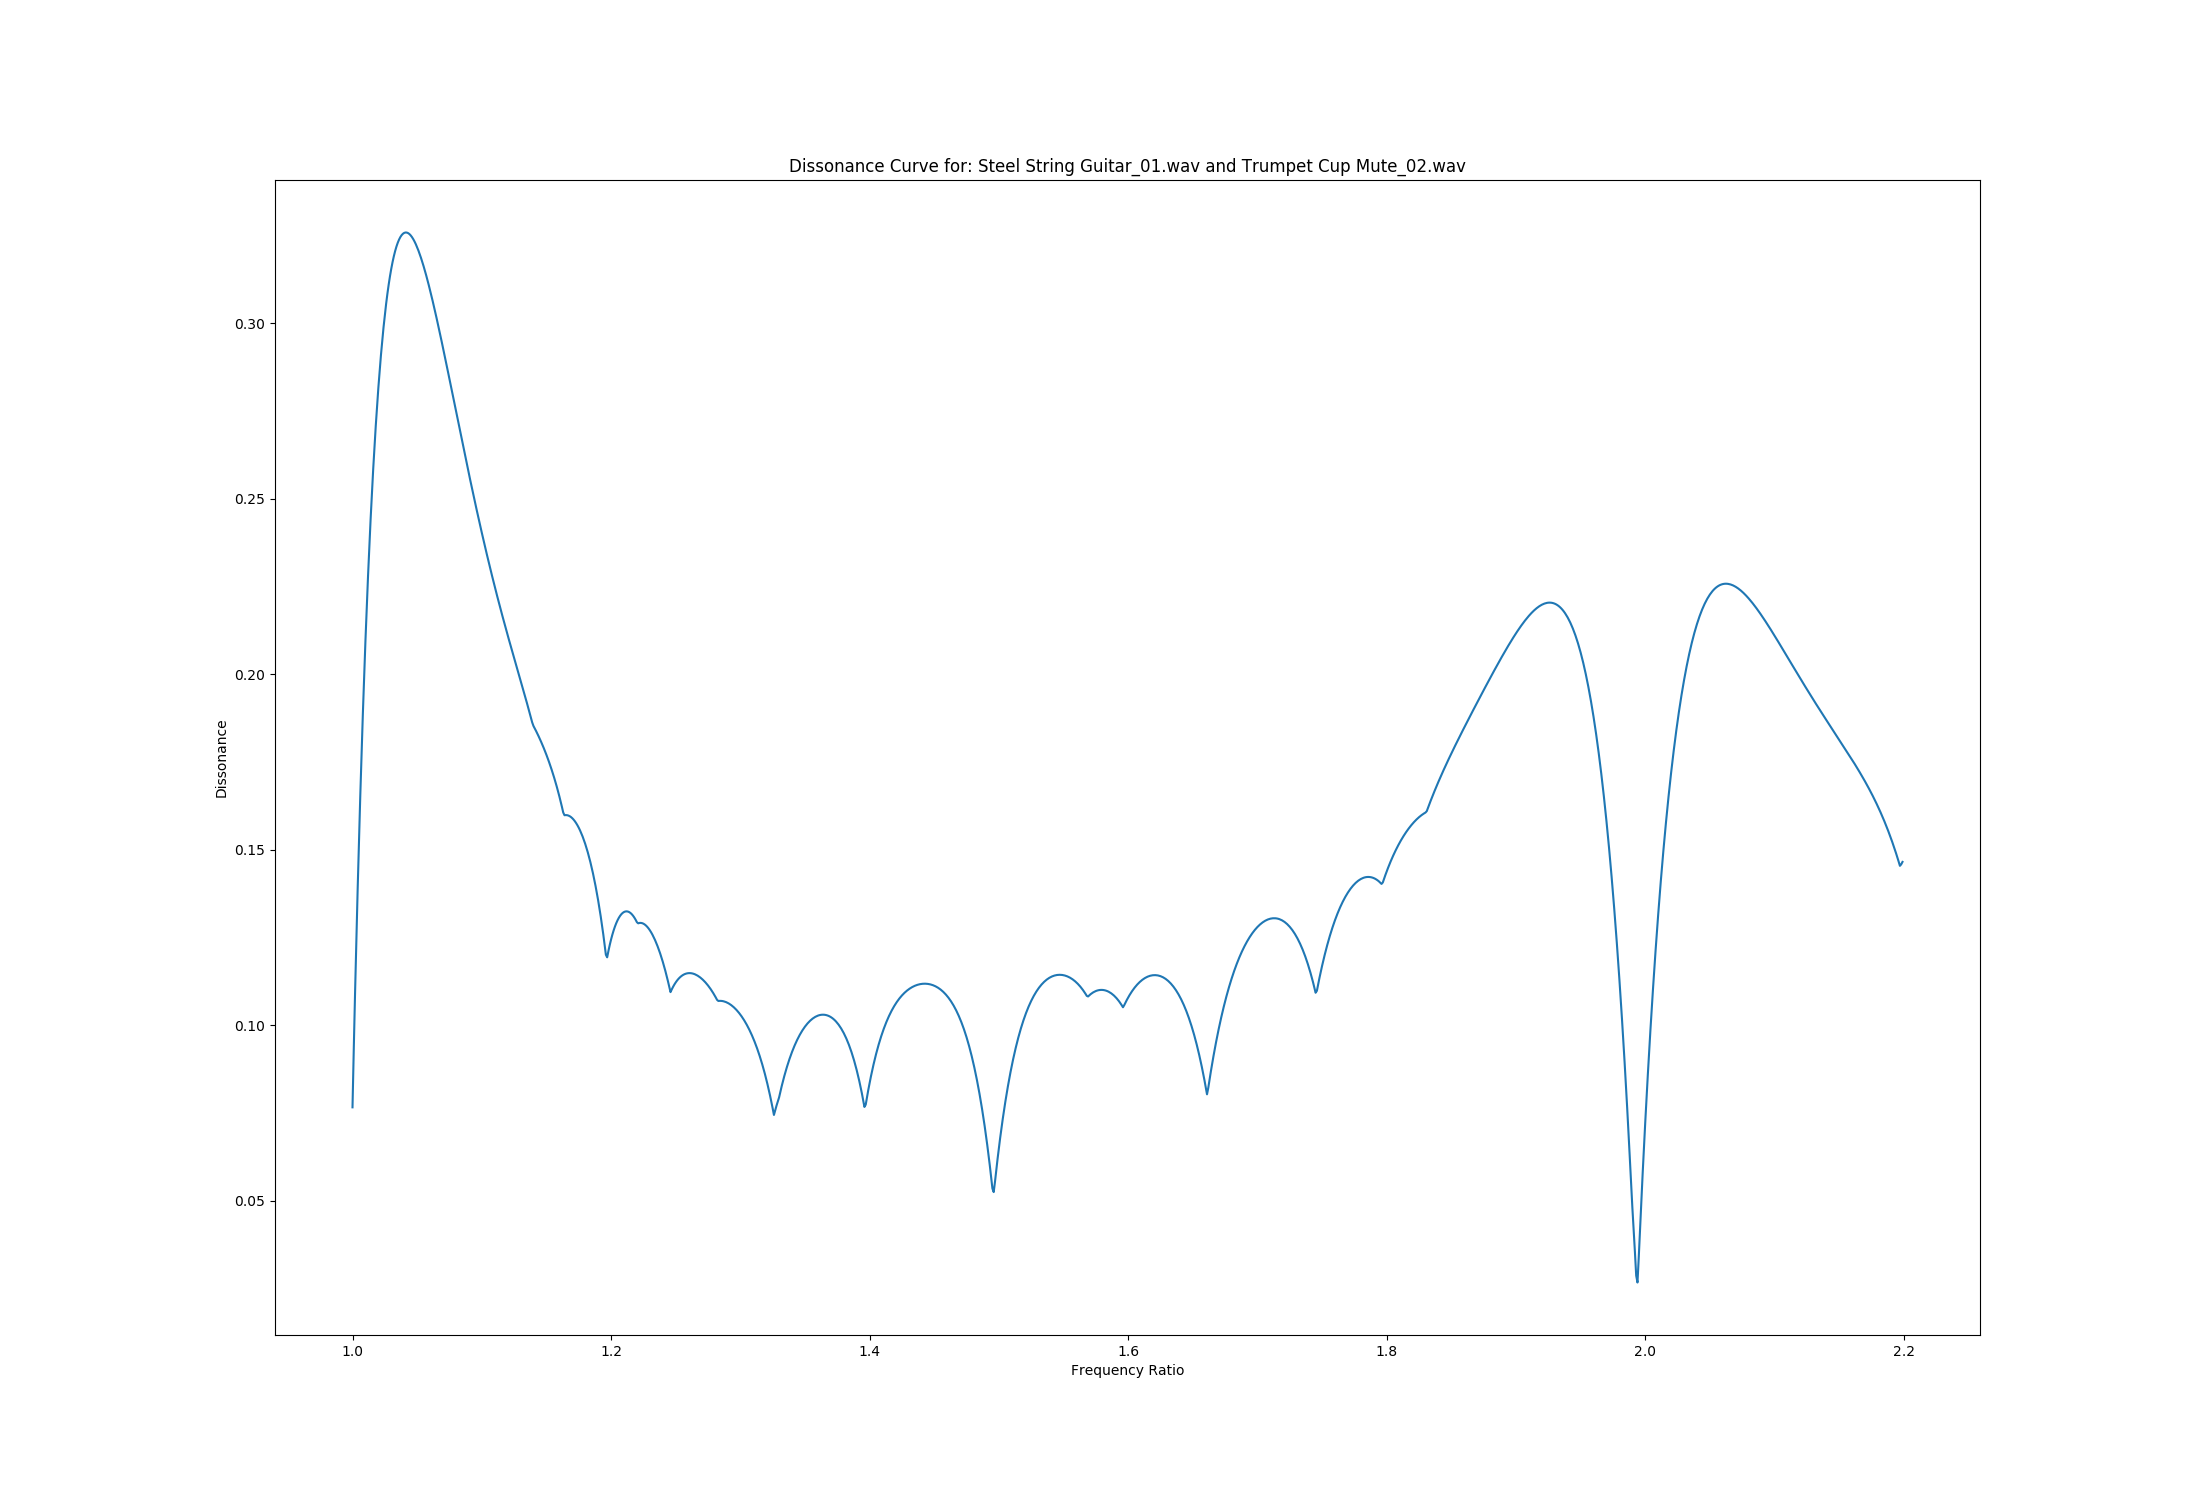 Dissonance Curve for: Steel String Guitar_01.wav and Trumpet Cup Mute_02.wav
0.30
0.25
0.20
0.15
0.10
0.05
Dissonance
1.0 1.2 1.4 1.6 1.8 2.0 2.2
Frequency Ratio